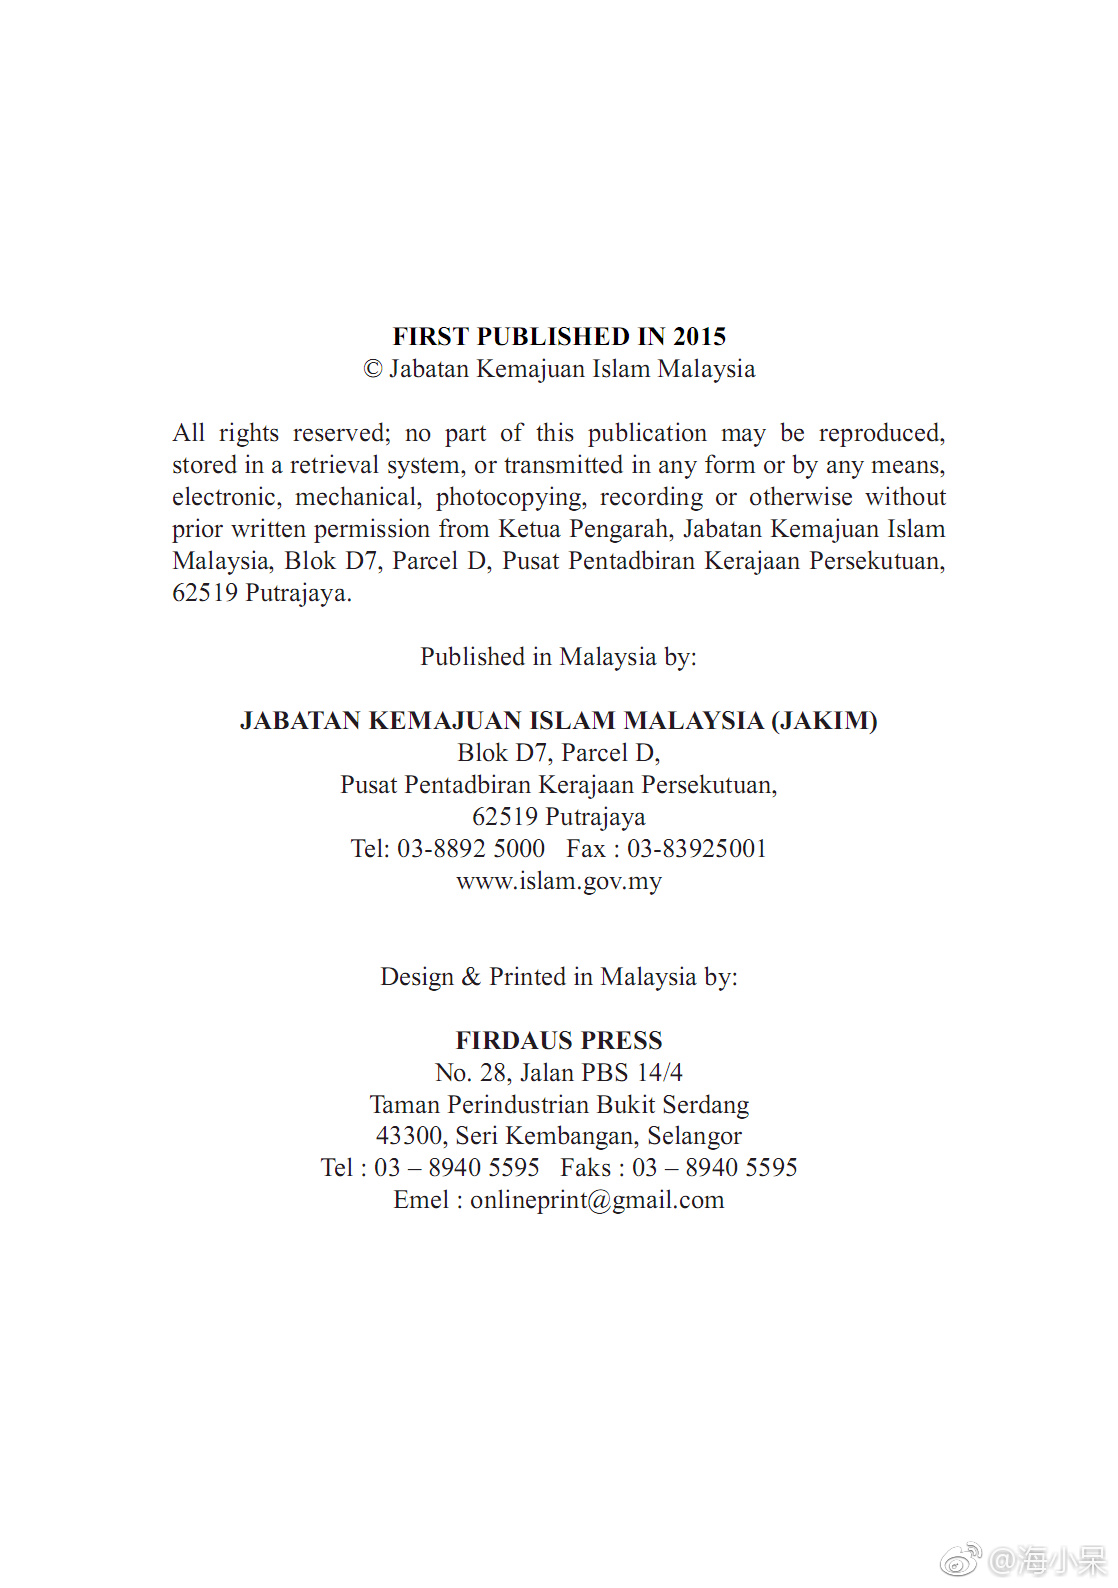 FIRST PUBLISHED IN 2015
© Jabatan Kemajuan Islam Malaysia
All rights reserved; no part of this publication may be reproduced,
stored in a retrieval system, or transmitted in any form or by any means,
electronic, mechanical, photocopying, recording or otherwise without
prior written permission from Ketua Pengarah, Jabatan Kemajuan Islam
Malaysia, Blok D7, Parcel D, Pusat Pentadbiran Kerajaan Persekutuan,
62519 Putrajaya.
Published in Malaysia by:
JABATAN KEMAJUAN ISLAM MALAYSIA (JAKIM)
Blok D7, Parcel D,
Pusat Pentadbiran Kerajaan Persekutuan,
62519 Putrajaya
Tel: 03-8892 5000 Fax : 03-83925001
www.islam.gov.my
Design & Printed in Malaysia by:
FIRDAUS PRESS
No. 28, Jalan PBS 14/4
Taman Perindustrian Bukit Serdang
43300, Seri Kembangan, Selangor
Tel : 03 – 8940 5595 Faks : 03 – 8940 5595
Emel : onlineprint@gmail.com
@海小呆